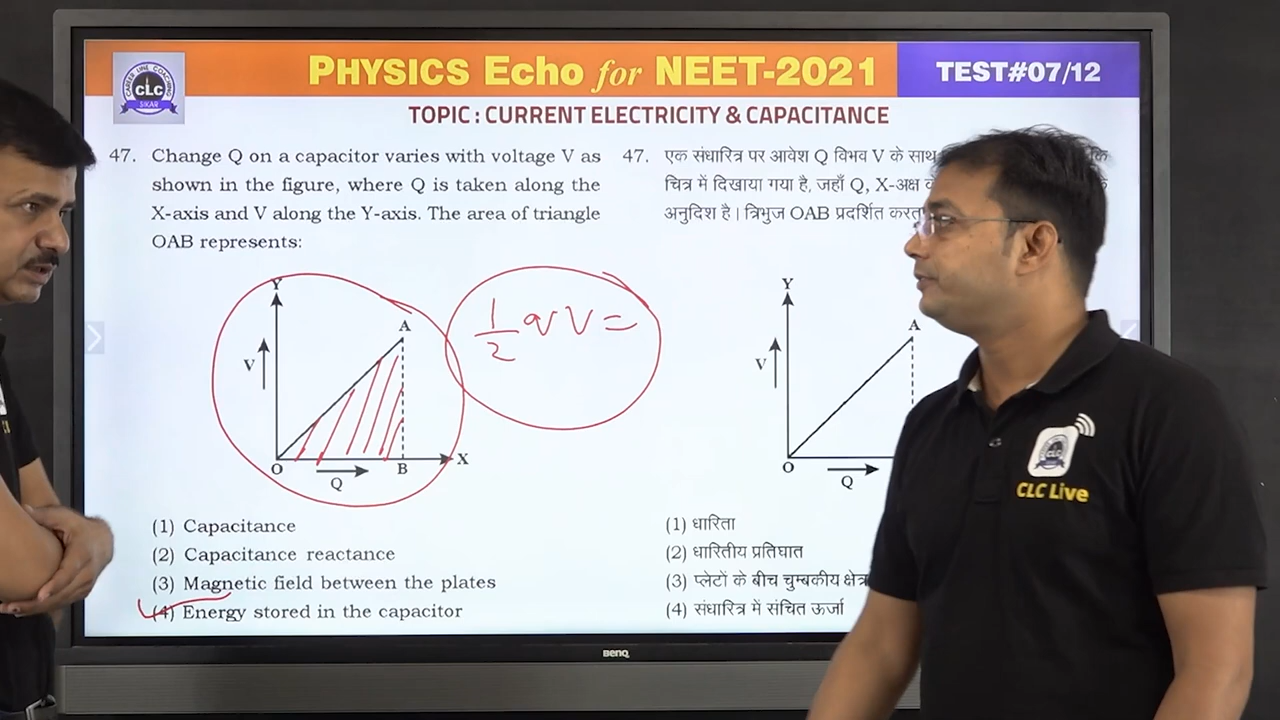 PHYSICS Echo for NEET-2021
TEST#07/12
CAREER LINE COACHING
CLC
SIKAR
TOPIC : CURRENT ELECTRICITY & CAPACITANCE
47. Change Q on a capacitor varies with voltage V as
shown in the figure, where Q is taken along the
X-axis and V along the Y-axis. The area of triangle
OAB represents:
Y
A
V
O
B
X
Q
1/2 qV =
(1) Capacitance
(2) Capacitance reactance
(3) Magnetic field between the plates
(4) Energy stored in the capacitor
47. एक संधारित्र पर आवेश Q विभव V के साथ
चित्र में दिखाया गया है, जहाँ Q, X-अक्ष
अनुदिश है। त्रिभुज OAB प्रदर्शित
Y
A
V
O
Q
(1) धारिता
(2) धारितीय प्रतिघात
(3) प्लेटों के बीच चुम्बकीय क्षेत्र
(4) संधारित्र में संचित ऊर्जा
BenQ
CLC
CLC Live